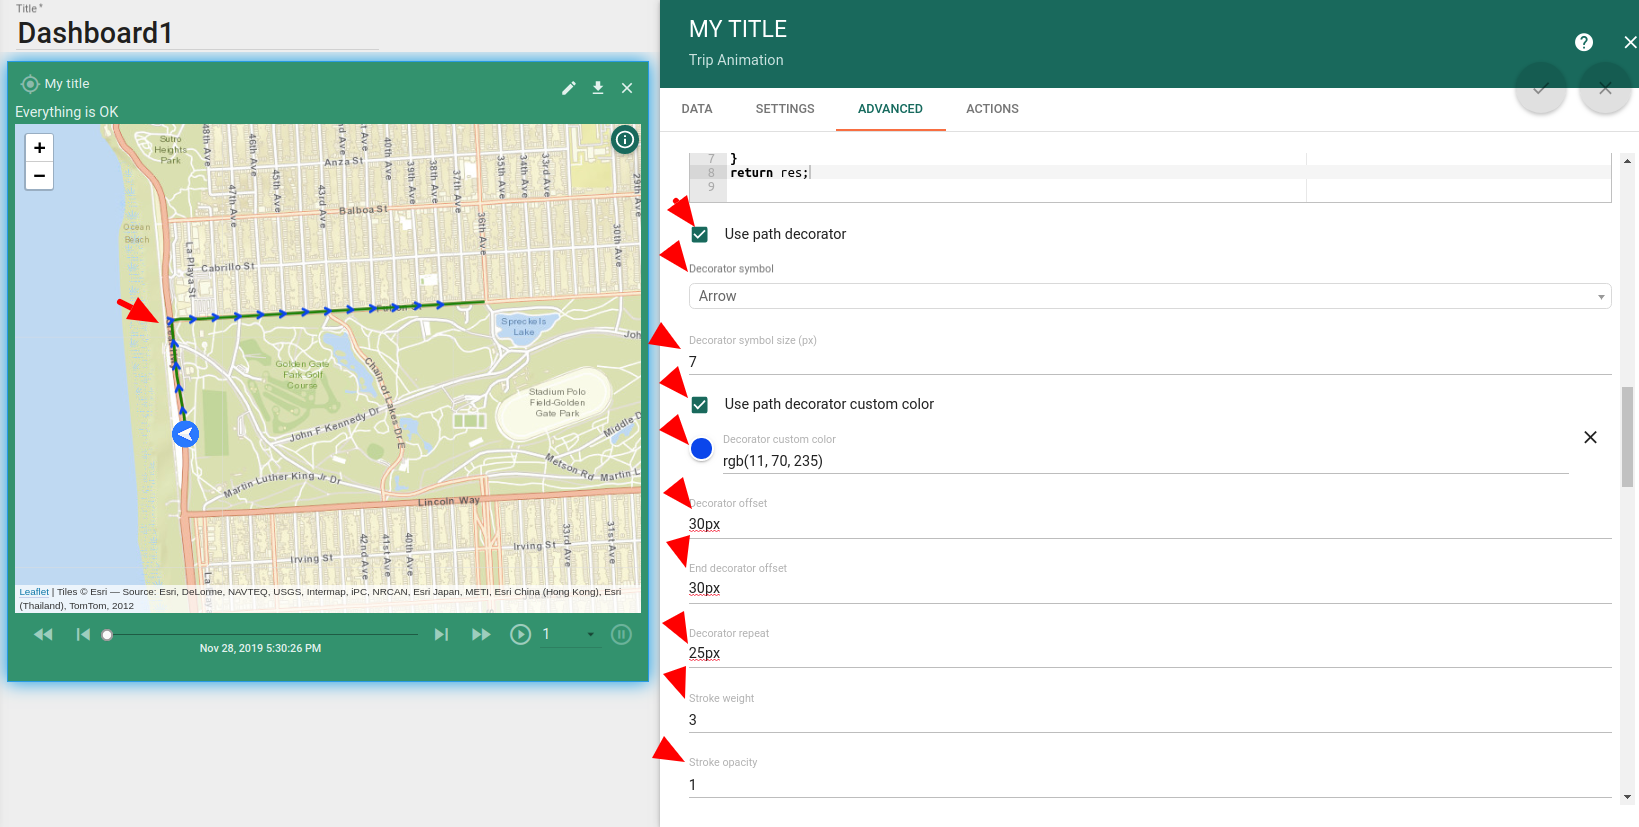 Title *
Dashboard1
My title
Everything is OK
+
−
Sutro
Heights
Park
48th Ave
46th Ave
47th Ave
45th Ave
43rd Ave
40th Ave
39th Ave
38th Ave
37th Ave
36th Ave
35th Ave
34th Ave
33rd Ave
30th Ave
Anza St
Balboa St
Cabrillo St
La Playa St
Ocean
Beach
Spreckels
Lake
Golden Gate
Park Golf
Course
Chain of Lakes Dr E
Stadium Polo
Field-Golden
Gate Park
John F Kennedy Dr
Middle D
Metson Rd
Martin L
Martin Luther King Jr Dr
Lincoln Way
42nd Ave
41st Ave
40th Ave
33rd Ave
31st Ave
Irving St
Irving St
Leaflet | Tiles © Esri — Source: Esri, DeLorme, NAVTEQ, USGS, Intermap, iPC, NRCAN, Esri Japan, METI, Esri China (Hong Kong), Esri
(Thailand), TomTom, 2012
1
Nov 28, 2019 5:30:26 PM
MY TITLE
Trip Animation
DATA SETTINGS ADVANCED ACTIONS
7 }
8 return res;
9
Use path decorator
Decorator symbol
Arrow
Decorator symbol size (px)
7
Use path decorator custom color
Decorator custom color
rgb(11, 70, 235)
Decorator offset
30px
End decorator offset
30px
Decorator repeat
25px
Stroke weight
3
Stroke opacity
1